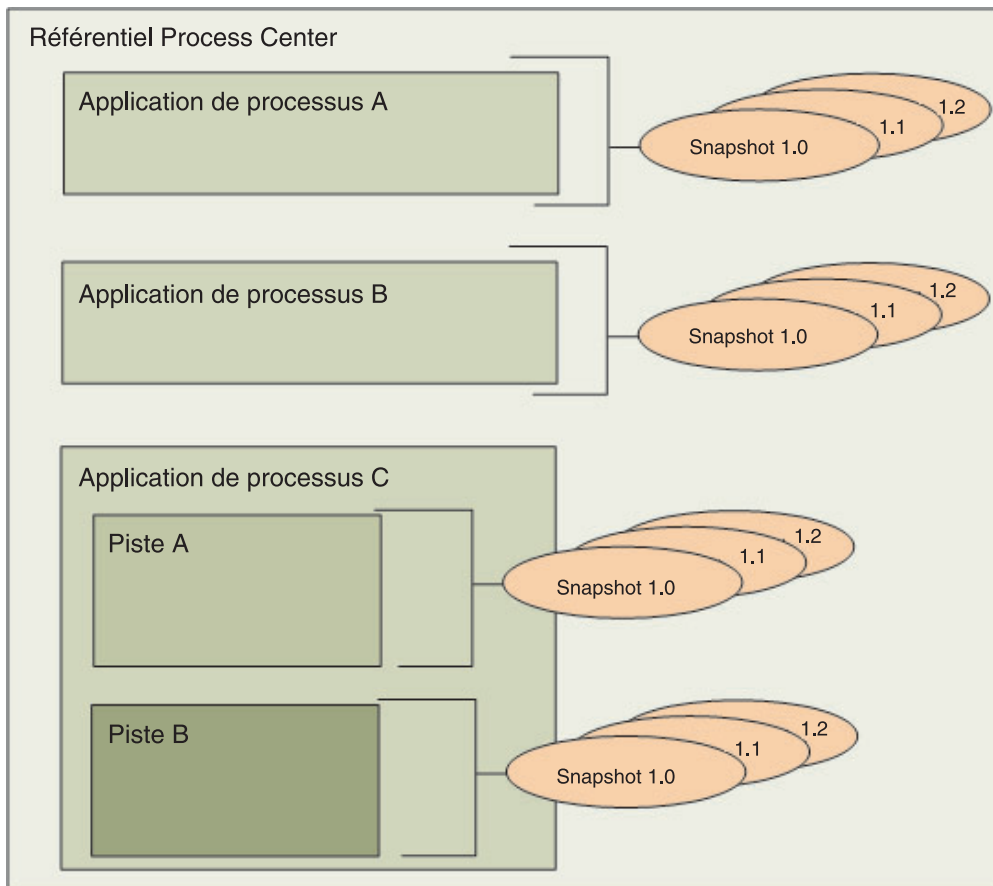 Référentiel Process Center
Application de processus A
Snapshot 1.0
1.1
1.2
Application de processus B
Snapshot 1.0
1.1
1.2
Application de processus C
Piste A
Snapshot 1.0
1.1
1.2
Piste B
Snapshot 1.0
1.1
1.2